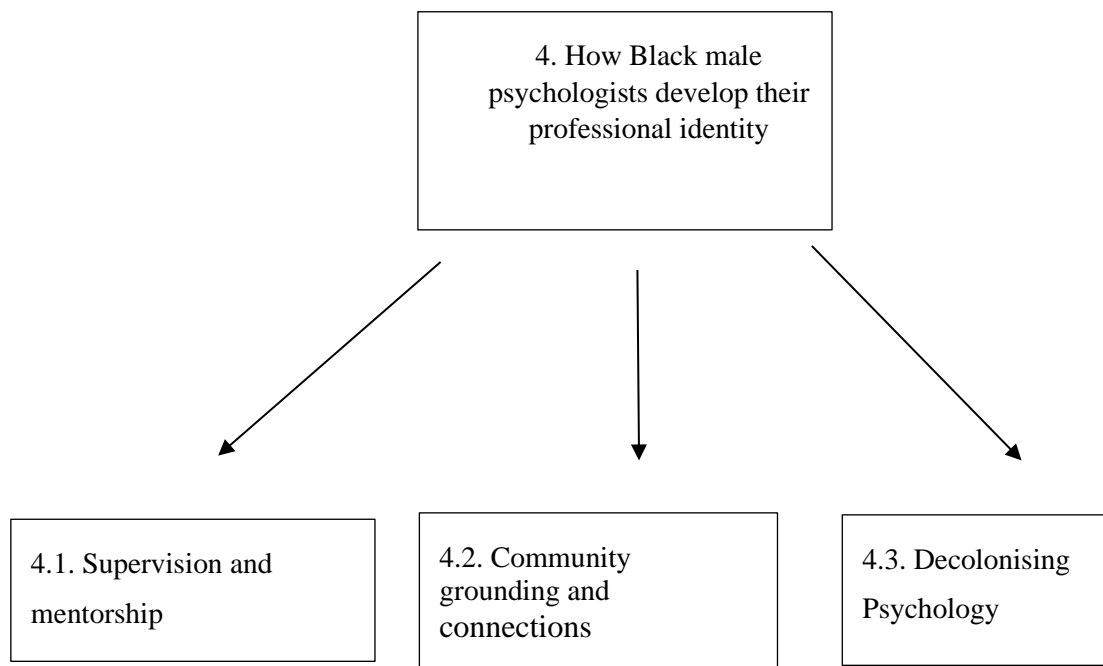 4. How Black male
psychologists develop their
professional identity
4.1. Supervision and
mentorship
4.2. Community
grounding and
connections
4.3. Decolonising
Psychology